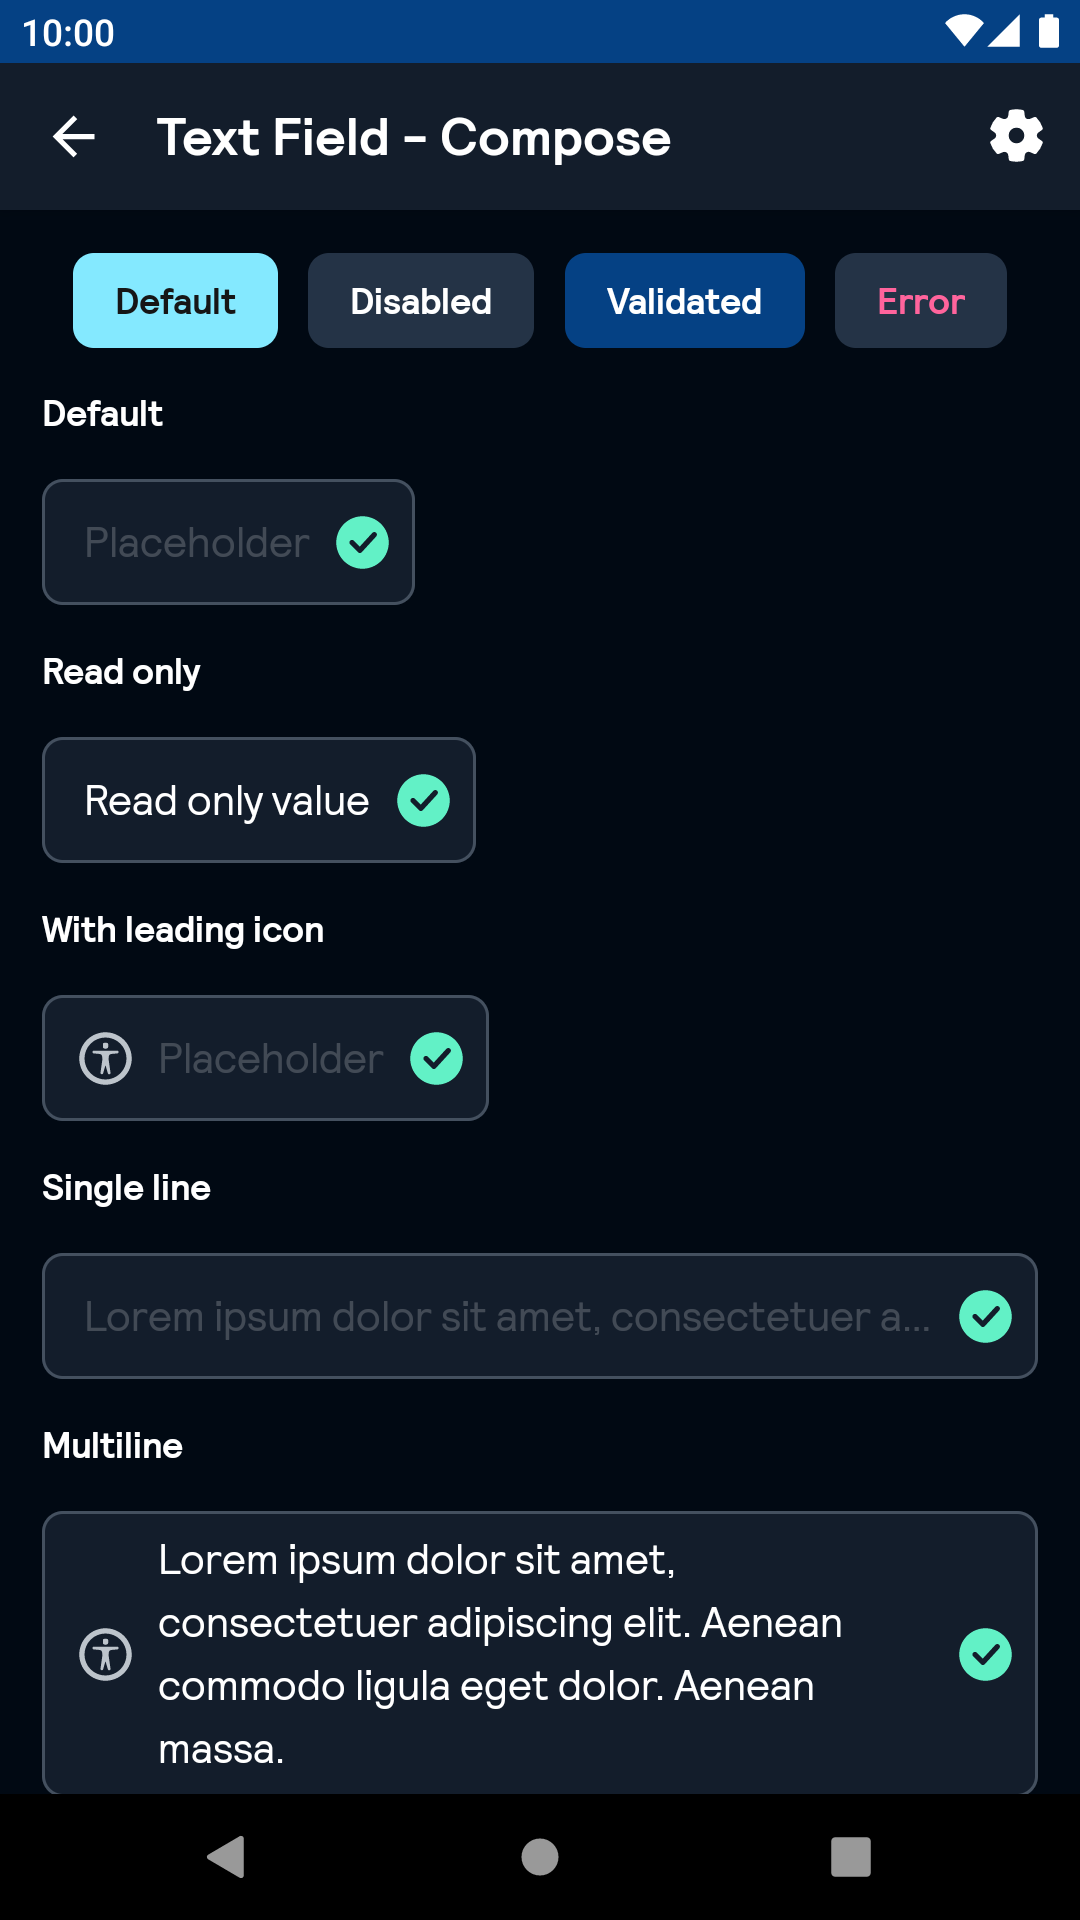 10:00
Text Field - Compose
Default Disabled Validated Error
Default
Placeholder
Read only
Read only value
With leading icon
Placeholder
Single line
Lorem ipsum dolor sit amet, consectetuer a...
Multiline
Lorem ipsum dolor sit amet,
consectetuer adipiscing elit. Aenean
commodo ligula eget dolor. Aenean
massa.